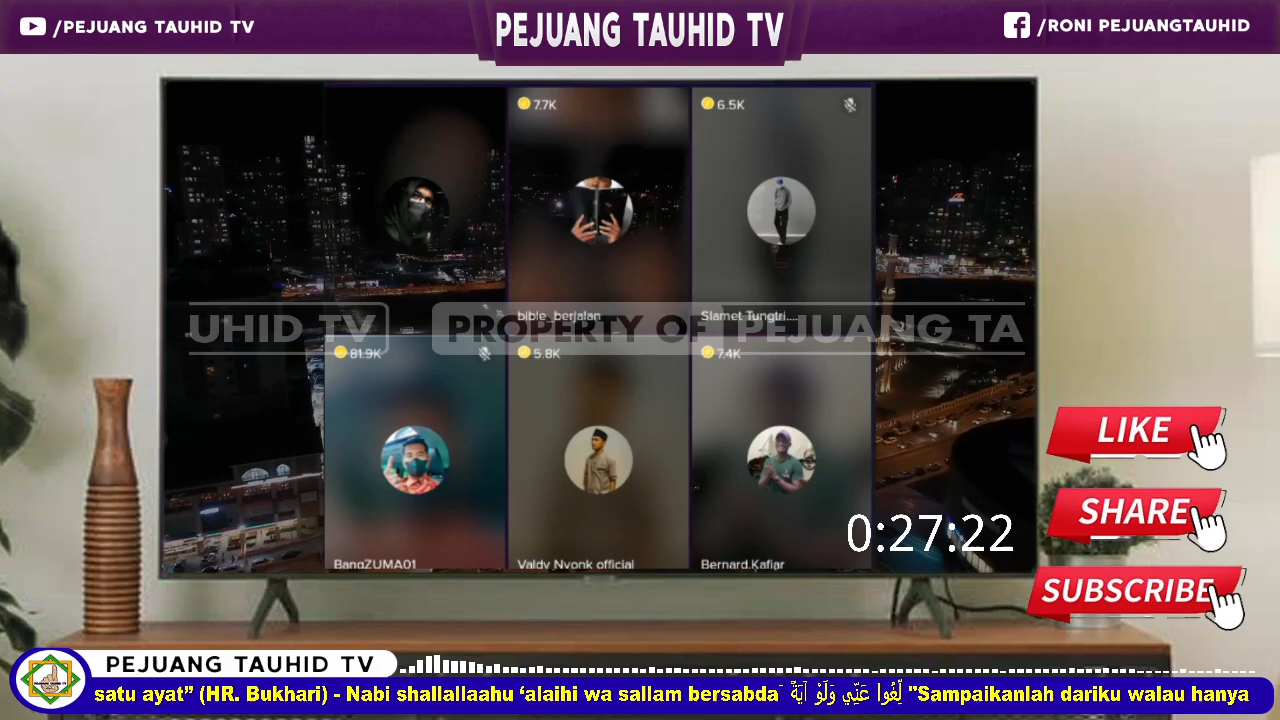 /PEJUANG TAUHID TV
PEJUANG TAUHID TV
/RONI PEJUANGTAUHID
7.7K
6.5K
bible_berjalan
Slamet Tungtri....
UHID TV
PROPERTY OF PEJUANG TA
81.9K
5.8K
7.4K
LIKE
SHARE
SUBSCRIBE
0:27:22
BangZUMA01
Valdy Nyonk official
Bernard.Kafiar
PEJUANG TAUHID TV
satu ayat” (HR. Bukhari) - Nabi shallallaahu ‘alaihi wa sallam bersabda لِّغُوا عَنِّي وَلَوْ آيَةً "Sampaikanlah dariku walau hanya